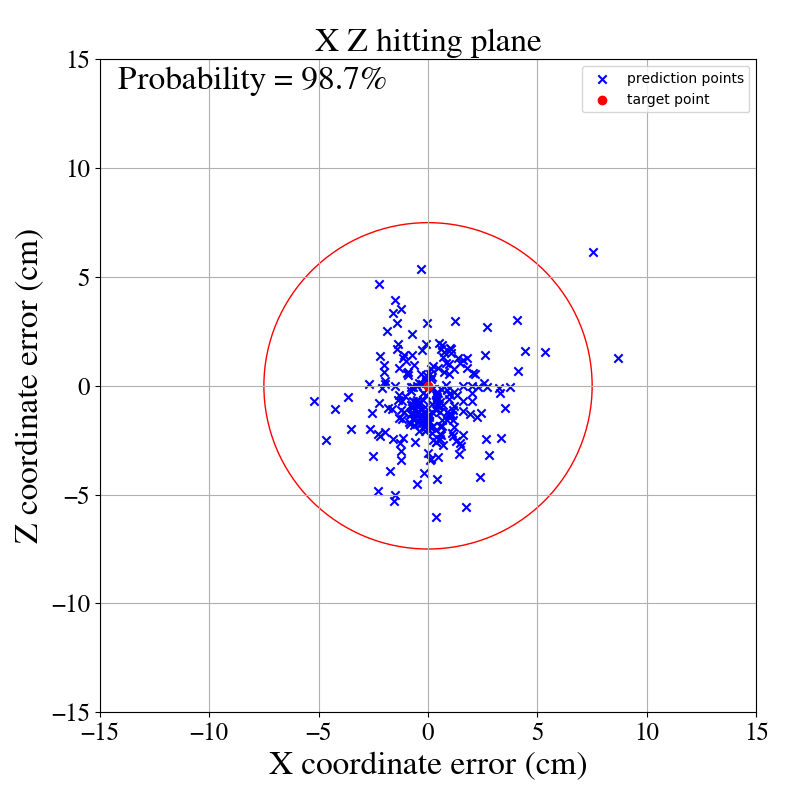 X Z hitting plane
Probability = 98.7%
prediction points
target point
15
10
5
0
−5
−10
−15
Z coordinate error (cm)
−15 −10 −5 0 5 10 15
X coordinate error (cm)